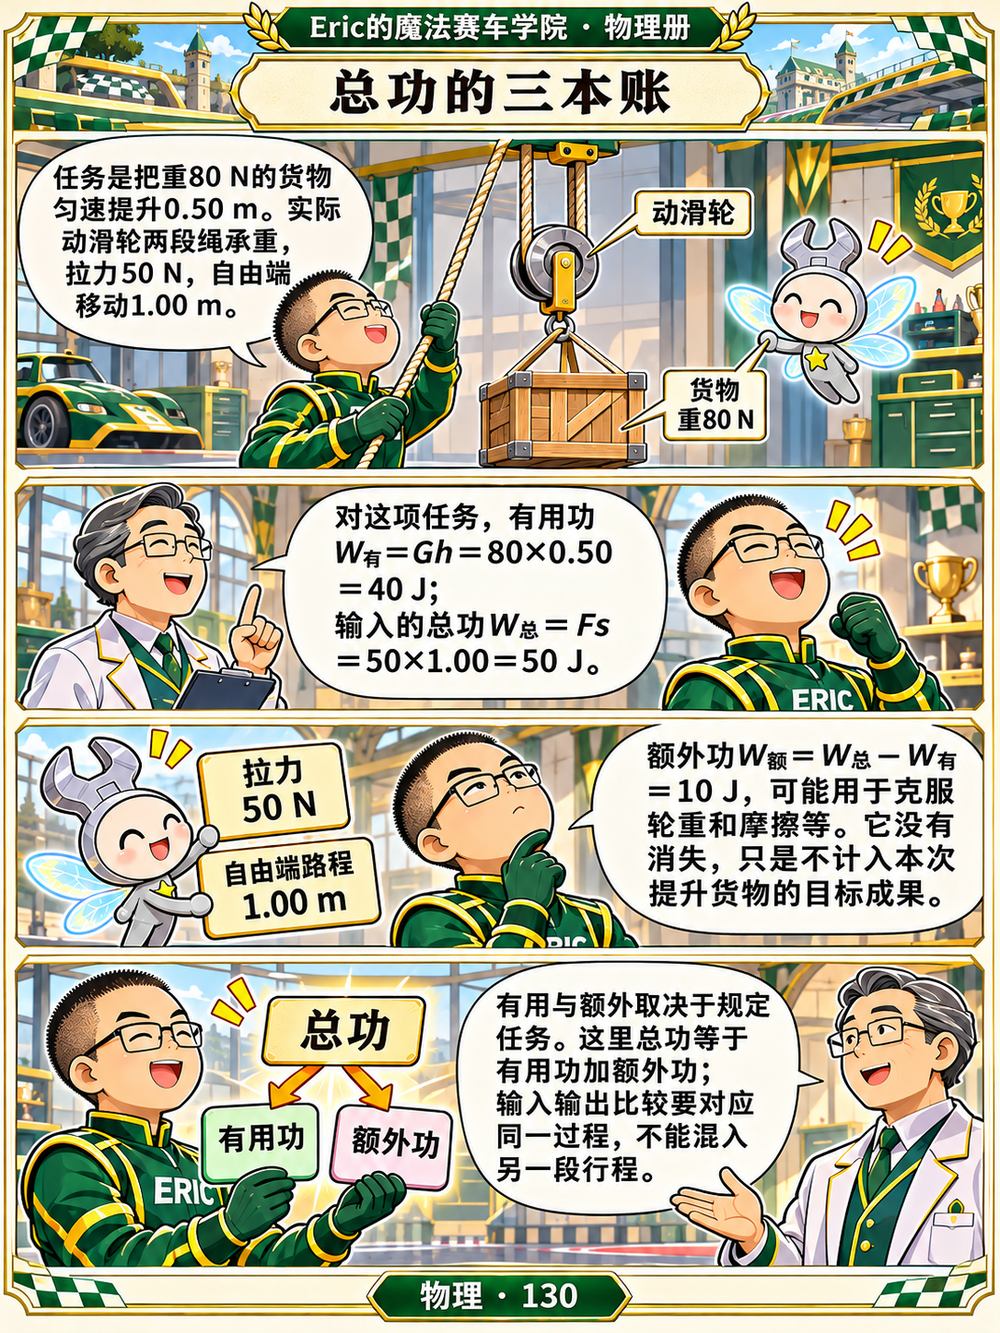 Eric的魔法赛车学院 · 物理册
总功的三本账
任务是把重80 N的货物
匀速提升0.50 m。实际
动滑轮两段绳承重，
拉力50 N，自由端
移动1.00 m。
动滑轮
货物
重80 N
对这项任务，有用功
W有＝Gh＝80×0.50
＝40 J；
输入的总功W总＝Fs
＝50×1.00＝50 J。
ERIC
拉力
50 N
自由端路程
1.00 m
额外功W额＝W总－W有
＝10 J，可能用于克服
轮重和摩擦等。它没有
消失，只是不计入本次
提升货物的目标成果。
ERIC
总功
有用功
额外功
ERIC
有用与额外取决于规定
任务。这里总功等于
有用功加额外功；
输入输出比较要对应
同一过程，不能混入
另一段行程。
物理 · 130